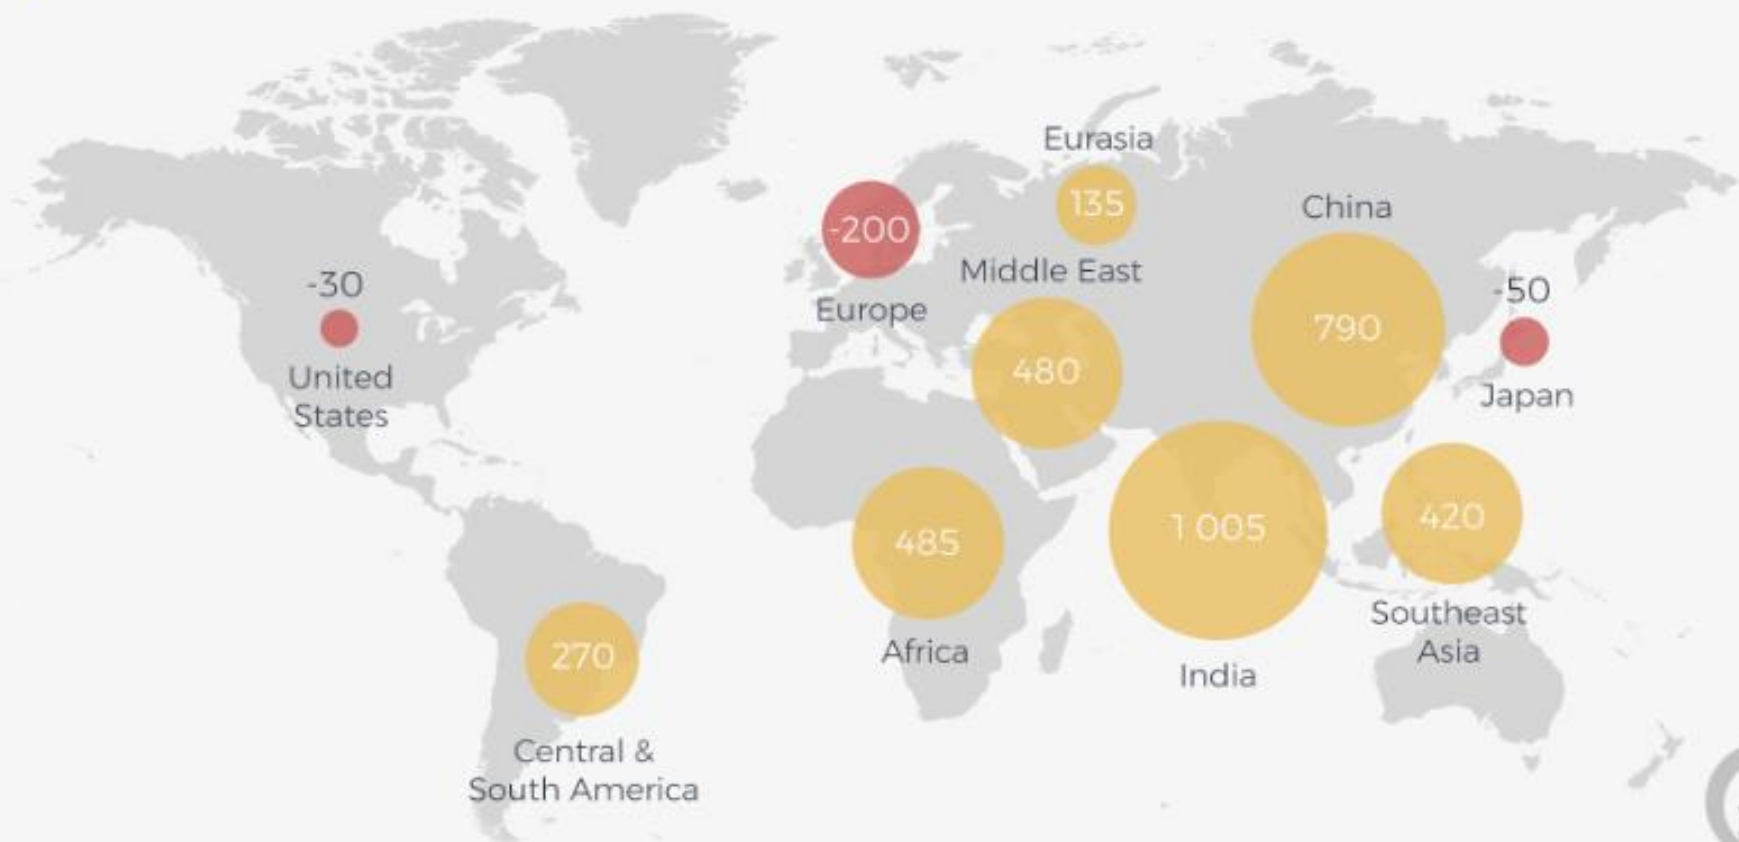 Eurasia
135
China
-200
Middle East
-30
Europe
-50
790
480
United
States
Japan
1 005
420
485
Southeast
Asia
Africa
India
270
Central &
South America